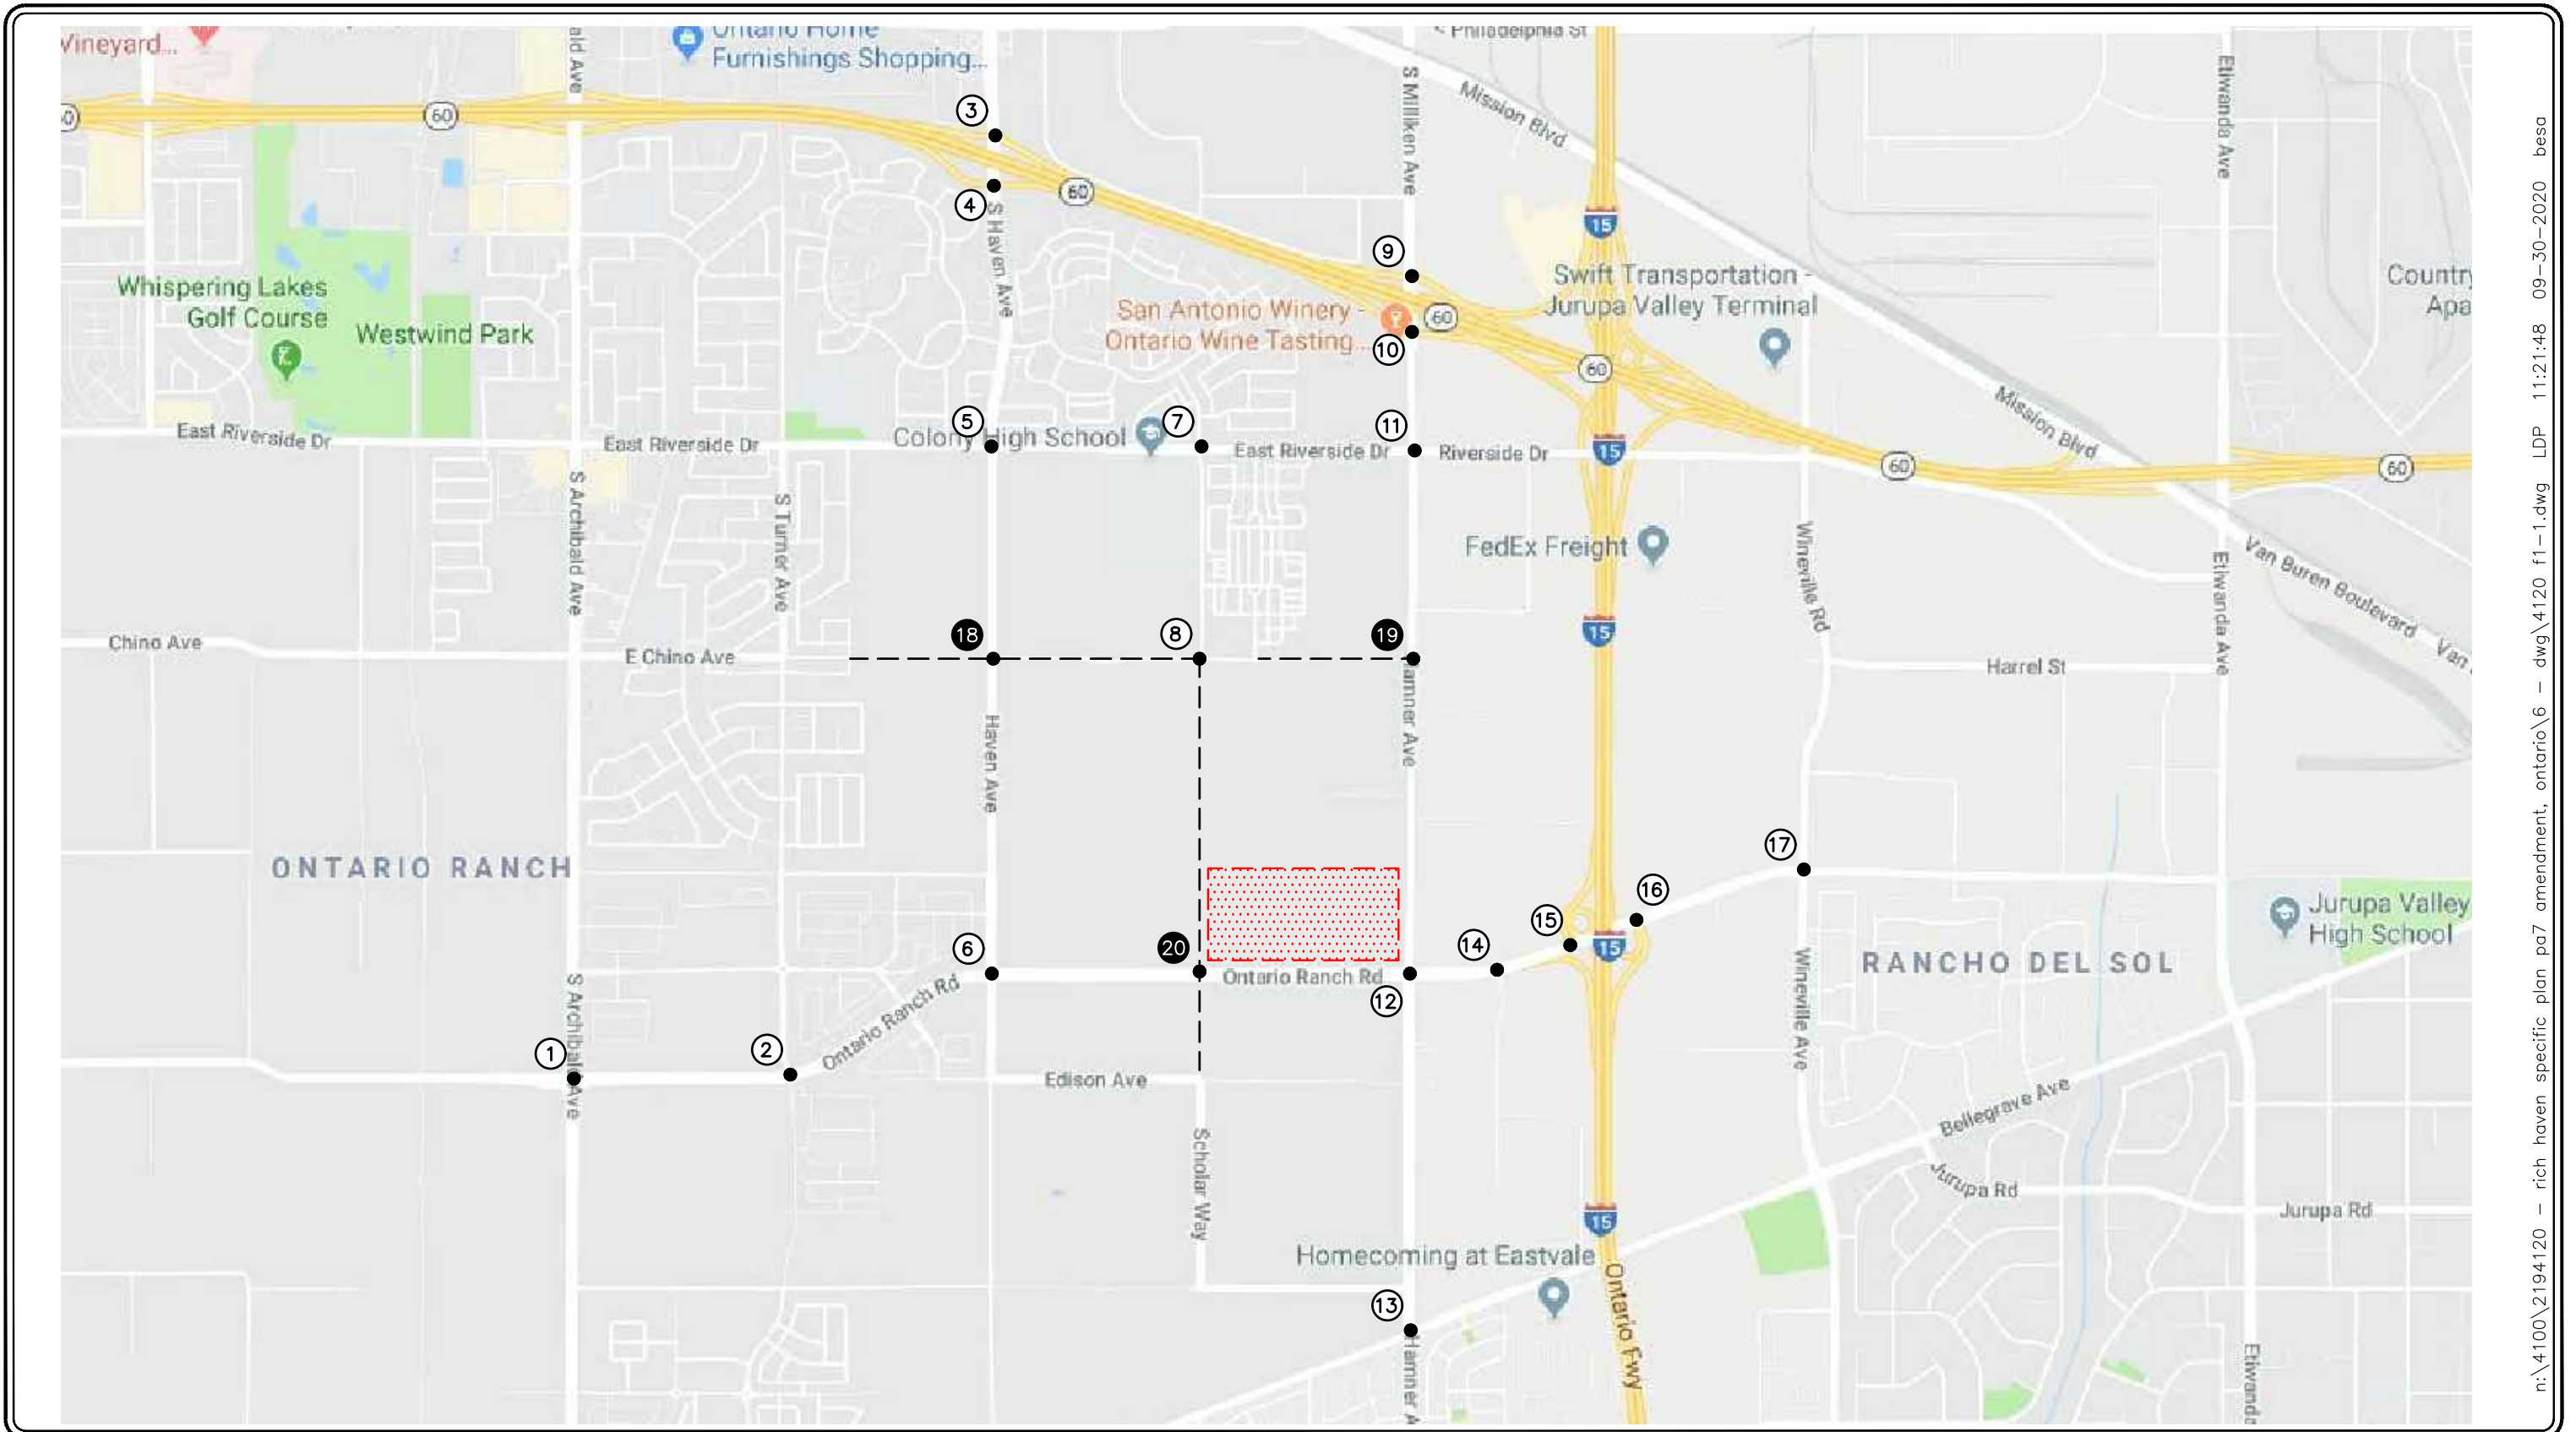 Vineyard...
ald Ave
Ontario Home
Furnishings Shopping...
S Milliken Ave
< Philadelphia St
Mission Blvd
Etiwanda Ave
60
60
3
4
60
S Haven Ave
15
9
60
10
San Antonio Winery -
Ontario Wine Tasting...
Swift Transportation -
Jurupa Valley Terminal
60
Country
Apa
Whispering Lakes
Golf Course
Westwind Park
Mission Blvd
East Riverside Dr
East Riverside Dr
5
Colony High School
7
East Riverside Dr
11
Riverside Dr
15
60
60
S Archibald Ave
S Turner Ave
FedEx Freight
Wineville Rd
Etiwanda Ave
Van Buren Boulevard
Van
15
Chino Ave
E Chino Ave
18
8
19
Harrel St
Haven Ave
amner Ave
ONTARIO RANCH
17
16
15
14
15
6
20
Ontario Ranch Rd
12
Jurupa Valley
High School
RANCHO DEL SOL
S Archibald Ave
Wineville Ave
1
2
Ontario Ranch Rd
Edison Ave
Scholar Way
Bellegrave Ave
Jurupa Rd
Jurupa Rd
15
Homecoming at Eastvale
Ontario Fwy
13
Hamner A
Etiwanda
n:\4100\2194120 - rich haven specific plan pa7 amendment, ontario\6 - dwg\4120 f1-1.dwg LDP 11:21:48 09-30-2020 besa